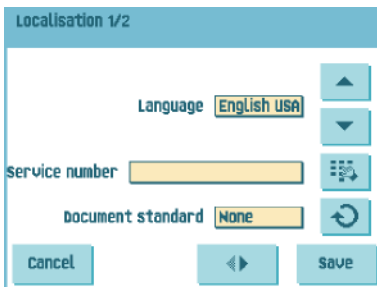 Localisation 1/2
Language English USA
Service number
Document standard None
Cancel Save